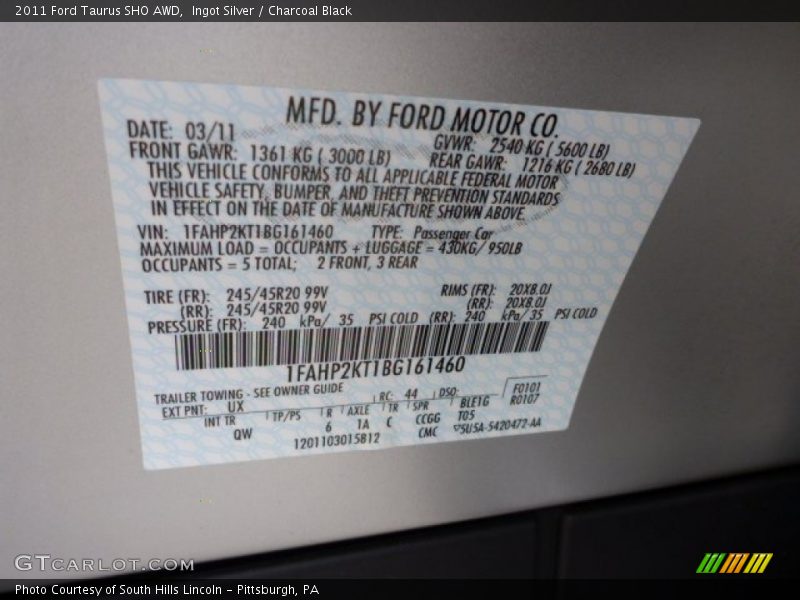 2011 Ford Taurus SHO AWD, Ingot Silver / Charcoal Black
MFD. BY FORD MOTOR CO.
DATE: 03/11 GVWR: 2540 KG ( 5600 LB)
FRONT GAWR: 1361 KG ( 3000 LB) REAR GAWR: 1216 KG ( 2680 LB)
THIS VEHICLE CONFORMS TO ALL APPLICABLE FEDERAL MOTOR
VEHICLE SAFETY, BUMPER, AND THEFT PREVENTION STANDARDS
IN EFFECT ON THE DATE OF MANUFACTURE SHOWN ABOVE.
VIN: 1FAHP2KT1BG161460 TYPE: Passenger Car
MAXIMUM LOAD = OCCUPANTS + LUGGAGE = 430KG/ 950LB
OCCUPANTS = 5 TOTAL; 2 FRONT, 3 REAR
TIRE (FR): 245/45R20 99V RIMS (FR): 20X8.0J
(RR): 245/45R20 99V (RR): 20X8.0J
PRESSURE (FR): 240 kPa/ 35 PSI COLD (RR): 240 kPa/ 35 PSI COLD
1FAHP2KT1BG161460
TRAILER TOWING - SEE OWNER GUIDE
EXT PNT: UX RC: 44 DSO: F0101
INT TR TP/PS R AXLE TR SPR BLE1G R0107
QW 6 1A C CCGG T05
1201103015812 CMC 5U5A-5420472-AA
GTCARLOT.COM
Photo Courtesy of South Hills Lincoln - Pittsburgh, PA